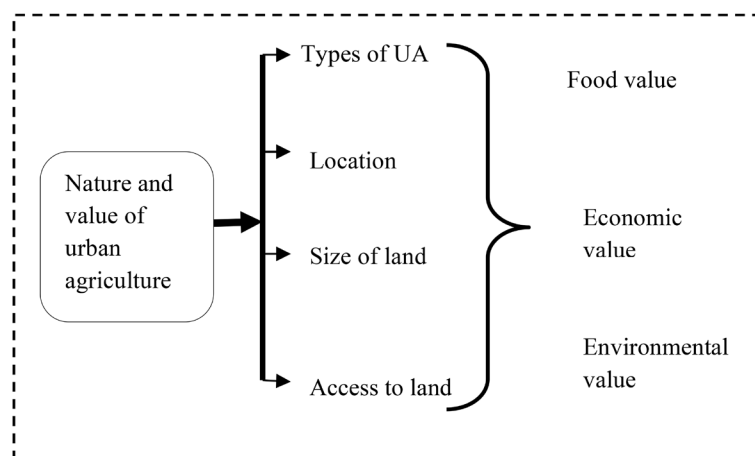 Nature and
value of
urban
agriculture
Types of UA
Location
Size of land
Access to land
Food value
Economic
value
Environmental
value